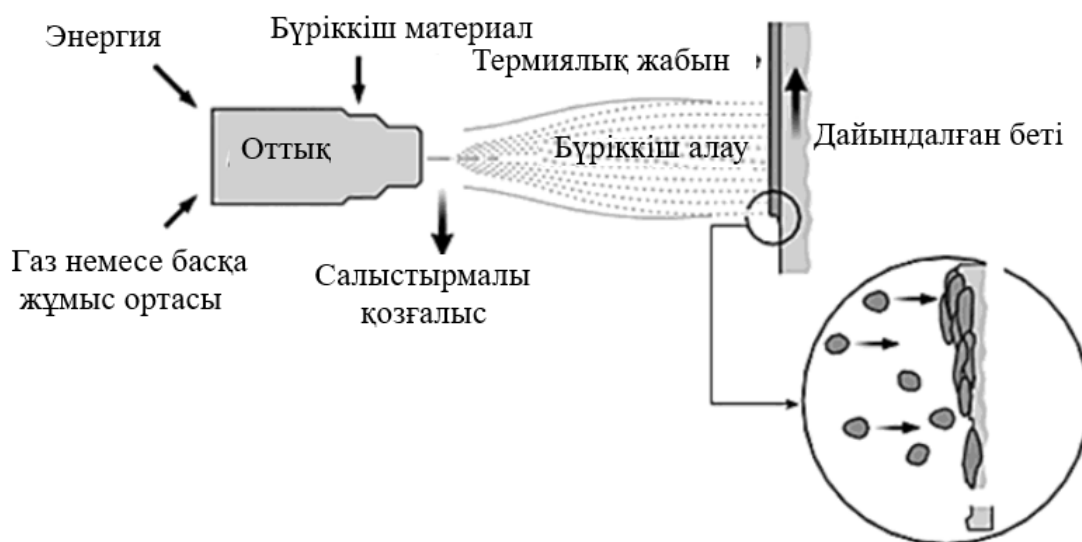 Энергия
Бүріккіш материал
Термиялық жабын
Оттық
Бүріккіш алау
Дайындалған беті
Газ немесе басқа
жұмыс ортасы
Салыстырмалы
қозғалыс